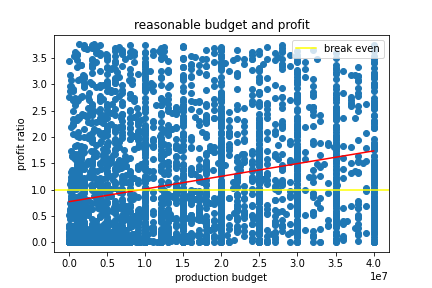 reasonable budget and profit
break even
profit ratio
3.5
3.0
2.5
2.0
1.5
1.0
0.5
0.0
0.0 0.5 1.0 1.5 2.0 2.5 3.0 3.5 4.0
1e7
production budget